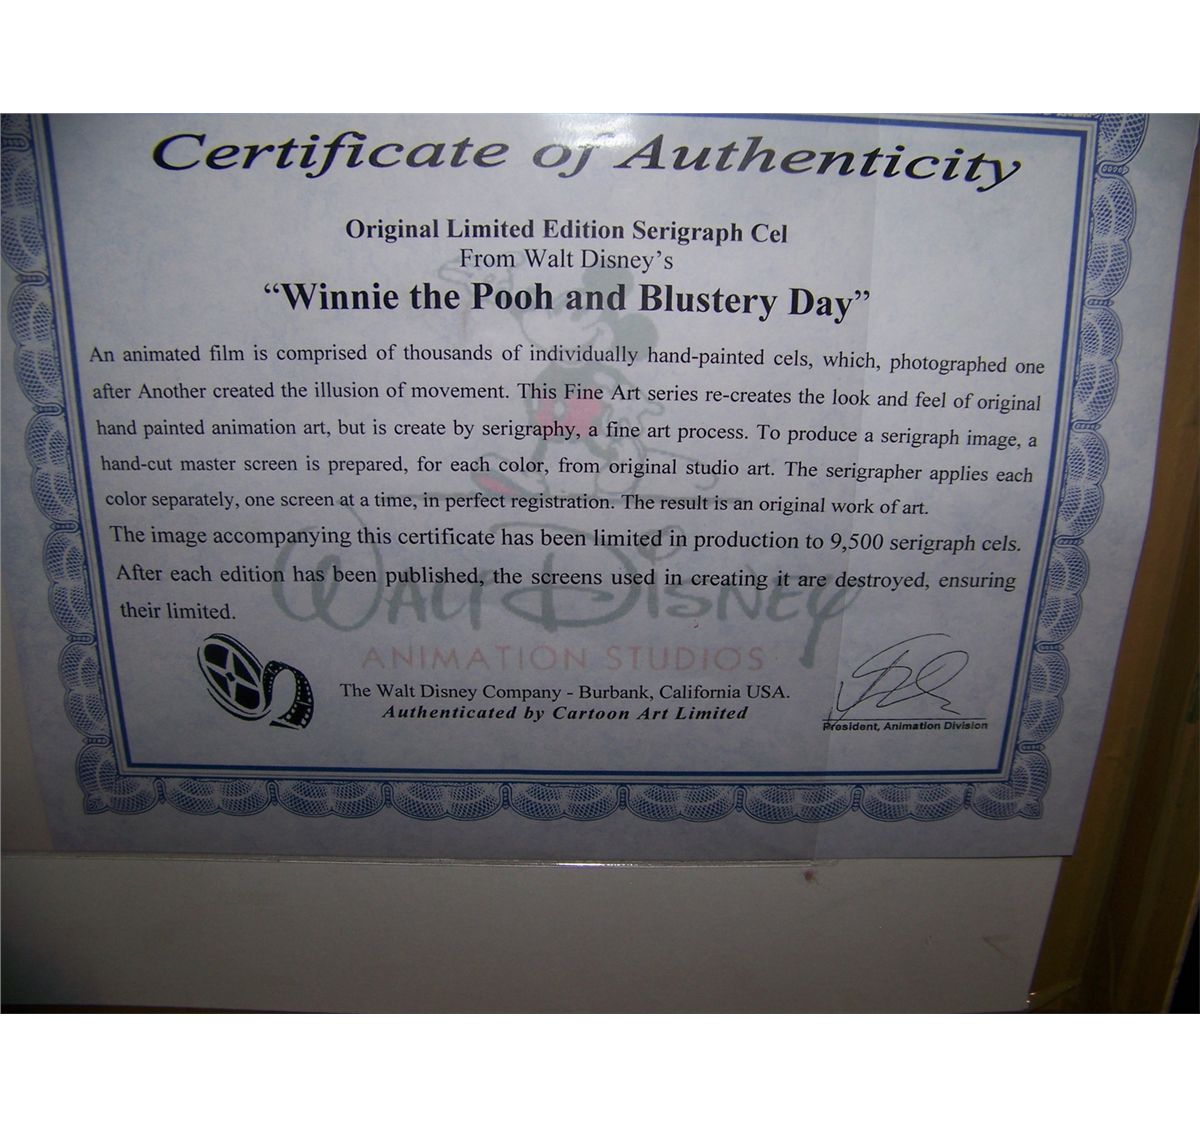 Certificate of Authenticity
Original Limited Edition Serigraph Cel
From Walt Disney's
“Winnie the Pooh and Blustery Day”
An animated film is comprised of thousands of individually hand-painted cels, which, photographed one
after Another created the illusion of movement. This Fine Art series re-creates the look and feel of original
hand painted animation art, but is create by serigraphy, a fine art process. To produce a serigraph image, a
hand-cut master screen is prepared, for each color, from original studio art. The serigrapher applies each
color separately, one screen at a time, in perfect registration. The result is an original work of art.
The image accompanying this certificate has been limited in production to 9,500 serigraph cels.
After each edition has been published, the screens used in creating it are destroyed, ensuring
their limited.
WALT DISNEY
ANIMATION STUDIOS
The Walt Disney Company - Burbank, California USA.
Authenticated by Cartoon Art Limited
President, Animation Division